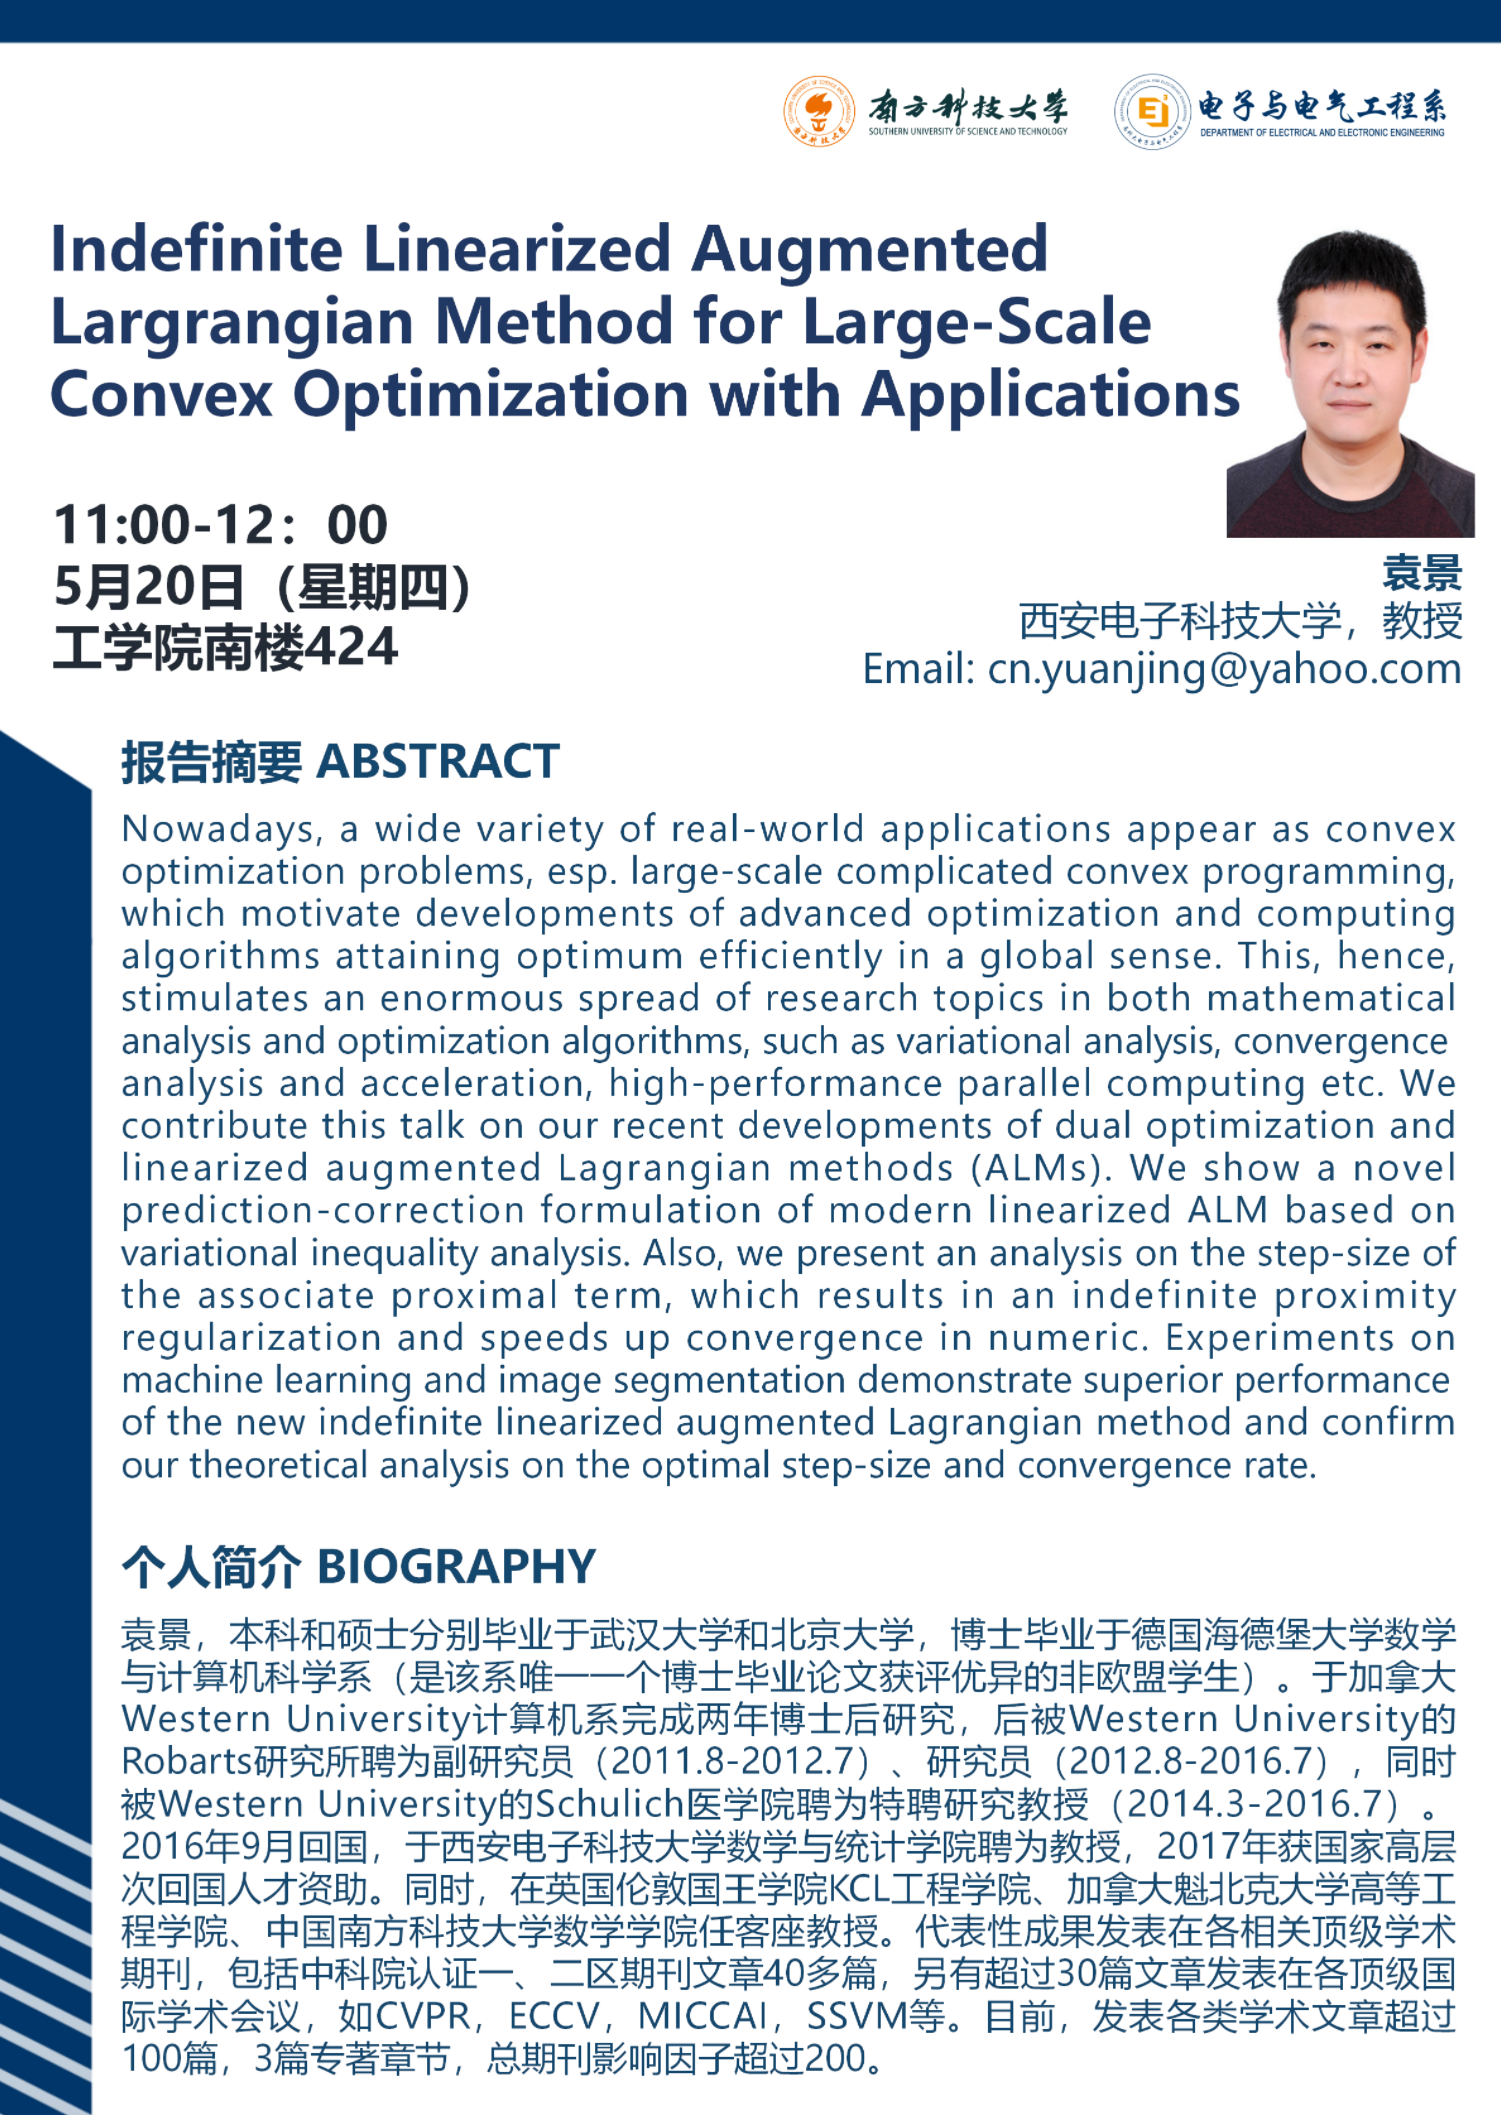 南方科技大学
SOUTHERN UNIVERSITY OF SCIENCE AND TECHNOLOGY
电子与电气工程系
DEPARTMENT OF ELECTRICAL AND ELECTRONIC ENGINEERING
Indefinite Linearized Augmented
Largrangian Method for Large-Scale
Convex Optimization with Applications
11:00-12：00
5月20日（星期四）
工学院南楼424
袁景
西安电子科技大学，教授
Email: cn.yuanjing@yahoo.com
报告摘要 ABSTRACT
Nowadays, a wide variety of real-world applications appear as convex
optimization problems, esp. large-scale complicated convex programming,
which motivate developments of advanced optimization and computing
algorithms attaining optimum efficiently in a global sense. This, hence,
stimulates an enormous spread of research topics in both mathematical
analysis and optimization algorithms, such as variational analysis, convergence
analysis and acceleration, high-performance parallel computing etc. We
contribute this talk on our recent developments of dual optimization and
linearized augmented Lagrangian methods (ALMs). We show a novel
prediction-correction formulation of modern linearized ALM based on
variational inequality analysis. Also, we present an analysis on the step-size of
the associate proximal term, which results in an indefinite proximity
regularization and speeds up convergence in numeric. Experiments on
machine learning and image segmentation demonstrate superior performance
of the new indefinite linearized augmented Lagrangian method and confirm
our theoretical analysis on the optimal step-size and convergence rate.
个人简介 BIOGRAPHY
袁景，本科和硕士分别毕业于武汉大学和北京大学，博士毕业于德国海德堡大学数学
与计算机科学系（是该系唯一一个博士毕业论文获评优异的非欧盟学生）。于加拿大
Western University计算机系完成两年博士后研究，后被Western University的
Robarts研究所聘为副研究员（2011.8-2012.7）、研究员（2012.8-2016.7），同时
被Western University的Schulich医学院聘为特聘研究教授（2014.3-2016.7）。
2016年9月回国，于西安电子科技大学数学与统计学院聘为教授，2017年获国家高层
次回国人才资助。同时，在英国伦敦国王学院KCL工程学院、加拿大魁北克大学高等工
程学院、中国南方科技大学数学学院任客座教授。代表性成果发表在各相关顶级学术
期刊，包括中科院认证一、二区期刊文章40多篇，另有超过30篇文章发表在各顶级国
际学术会议，如CVPR，ECCV，MICCAI，SSVM等。目前，发表各类学术文章超过
100篇，3篇专著章节，总期刊影响因子超过200。